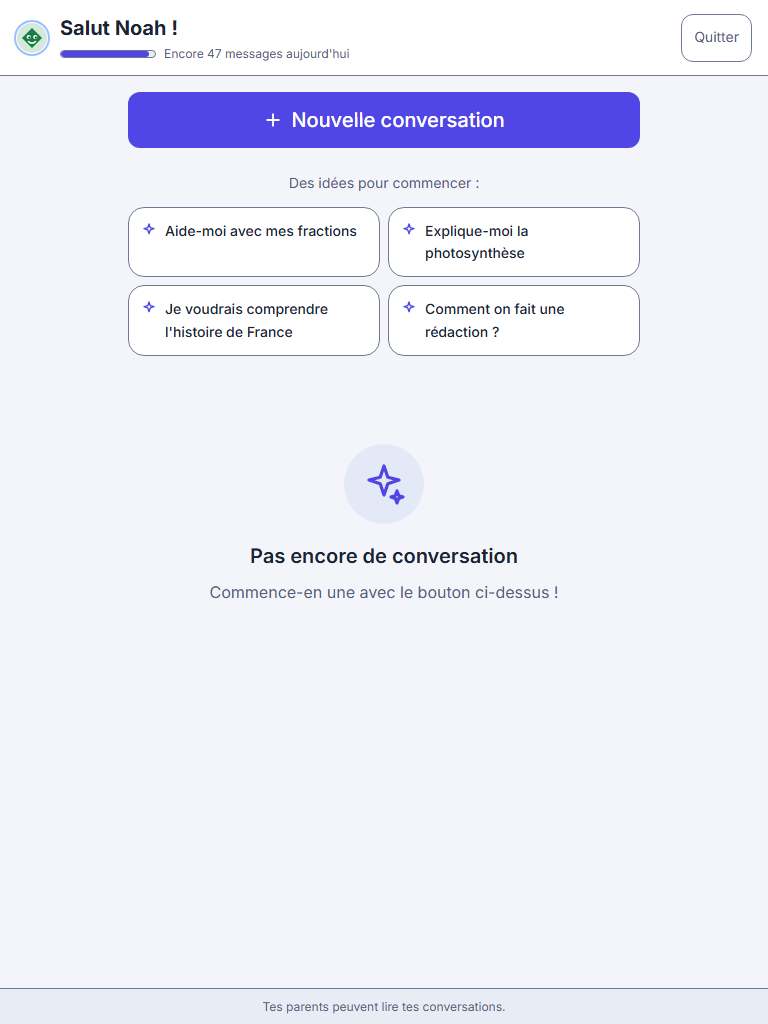 Salut Noah !
Encore 47 messages aujourd'hui
Quitter
+ Nouvelle conversation
Des idées pour commencer :
Aide-moi avec mes fractions
Explique-moi la
photosynthèse
Je voudrais comprendre
l'histoire de France
Comment on fait une
rédaction ?
Pas encore de conversation
Commence-en une avec le bouton ci-dessus !
Tes parents peuvent lire tes conversations.